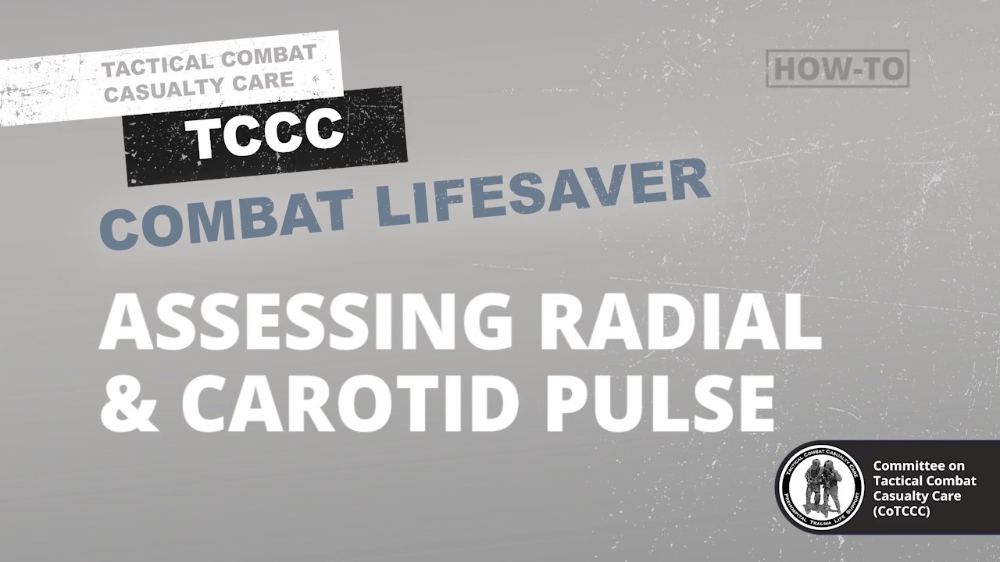 TACTICAL COMBAT
CASUALTY CARE
HOW-TO
TCCC
COMBAT LIFESAVER
ASSESSING RADIAL
& CAROTID PULSE
TACTICAL COMBAT CASUALTY CARE
PREHOSPITAL TRAUMA LIFE SUPPORT
Committee on
Tactical Combat
Casualty Care
(CoTCCC)